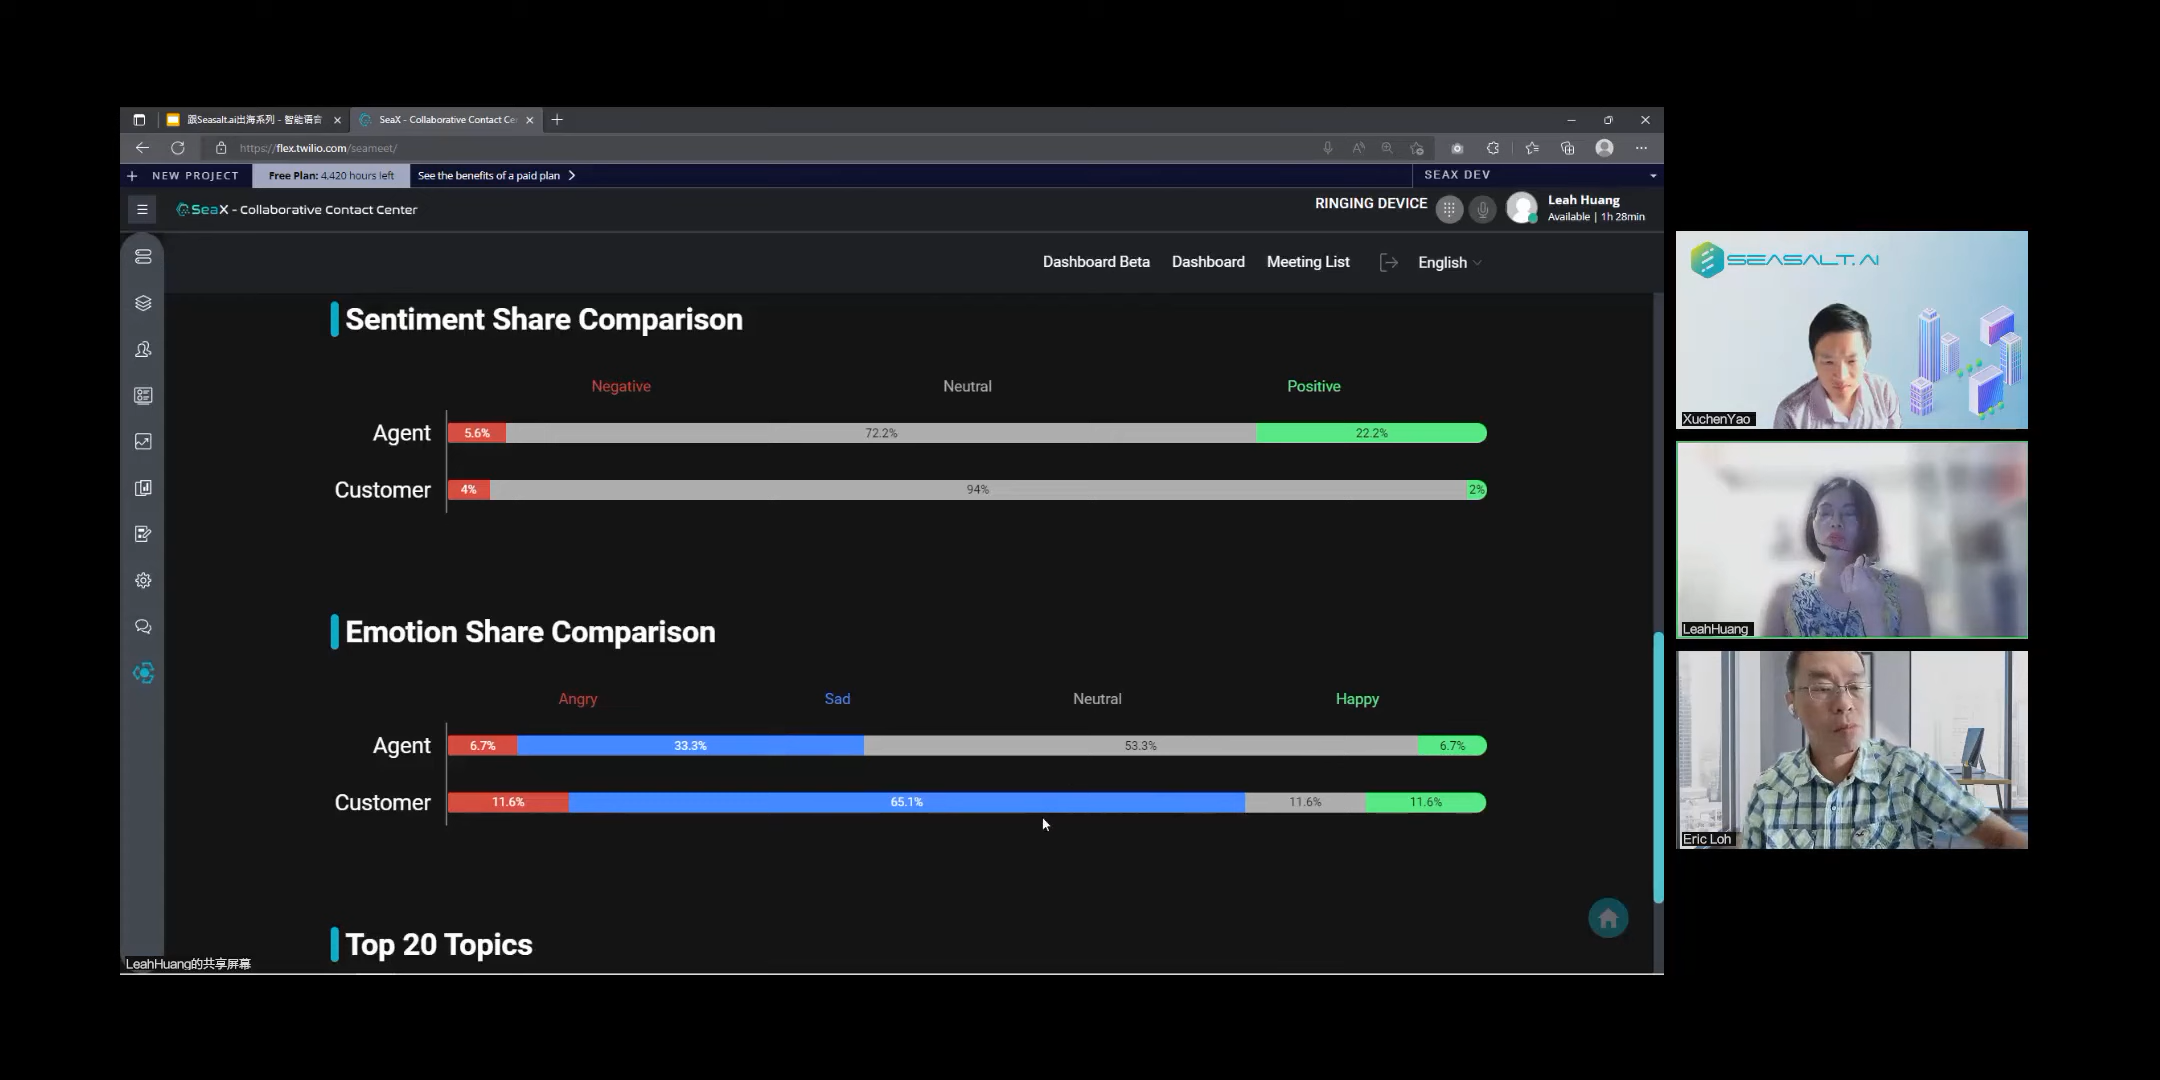 跟Seasalt.ai出海系列 - 智能语言
SeaX - Collaborative Contact Ce
https://flex.twilio.com/seameet/
NEW PROJECT
Free Plan: 4,420 hours left
See the benefits of a paid plan
SEAX DEV
SeaX - Collaborative Contact Center
RINGING DEVICE
Leah Huang
Available | 1h 28min
Dashboard Beta
Dashboard
Meeting List
English
Sentiment Share Comparison
Negative Neutral Positive
Agent 5.6% 72.2% 22.2%
Customer 4% 94% 2%
Emotion Share Comparison
Angry Sad Neutral Happy
Agent 6.7% 33.3% 53.3% 6.7%
Customer 11.6% 65.1% 11.6% 11.6%
Top 20 Topics
LeahHuang的共享屏幕
SEASALT.AI
XuchenYao
LeahHuang
Eric Loh